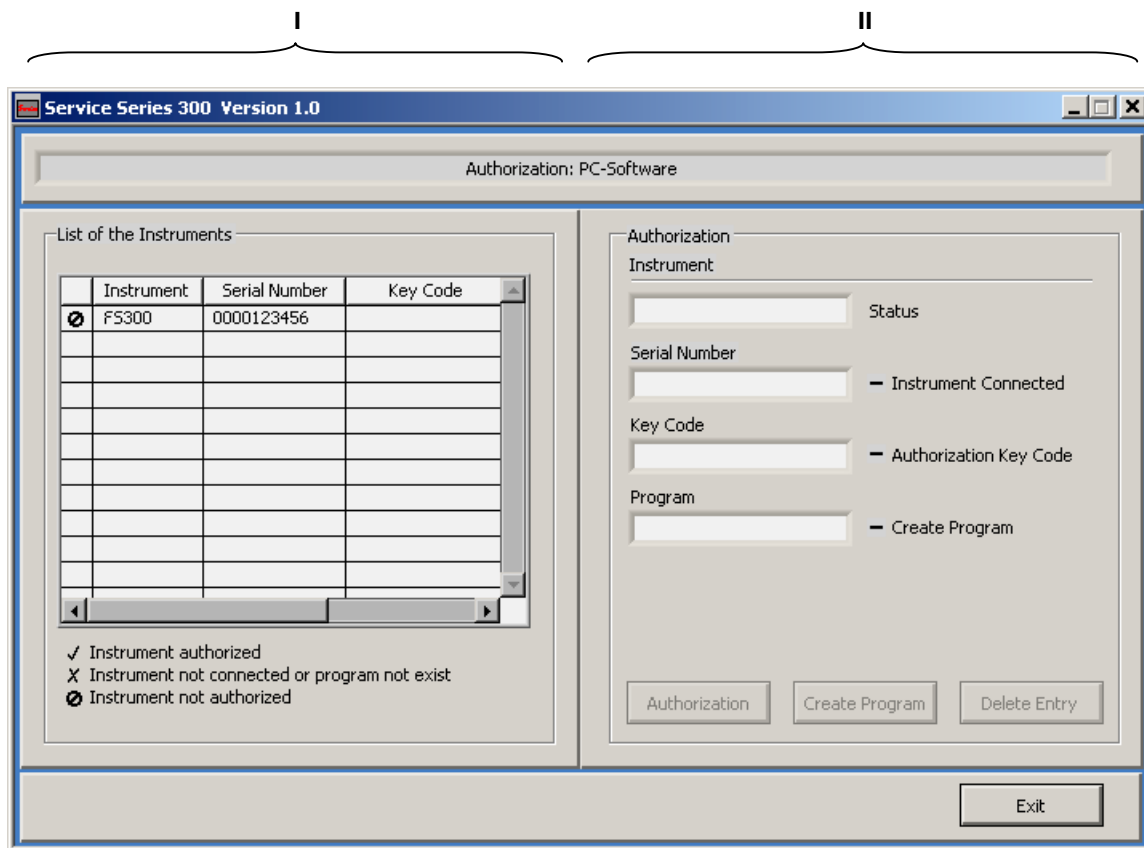 I II
Service Series 300 Version 1.0
Authorization: PC-Software
List of the Instruments
Instrument Serial Number Key Code
FS300 0000123456
✓ Instrument authorized
X Instrument not connected or program not exist
Instrument not authorized
Authorization
Instrument
Status
Serial Number
– Instrument Connected
Key Code
– Authorization Key Code
Program
– Create Program
Authorization Create Program Delete Entry
Exit